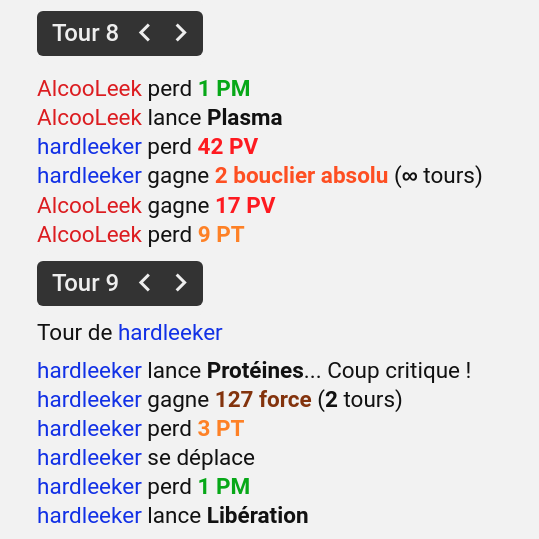 Tour 8 < >
AlcooLeek perd 1 PM
AlcooLeek lance Plasma
hardleeker perd 42 PV
hardleeker gagne 2 bouclier absolu (∞ tours)
AlcooLeek gagne 17 PV
AlcooLeek perd 9 PT
Tour 9 < >
Tour de hardleeker
hardleeker lance Protéines... Coup critique !
hardleeker gagne 127 force (2 tours)
hardleeker perd 3 PT
hardleeker se déplace
hardleeker perd 1 PM
hardleeker lance Libération